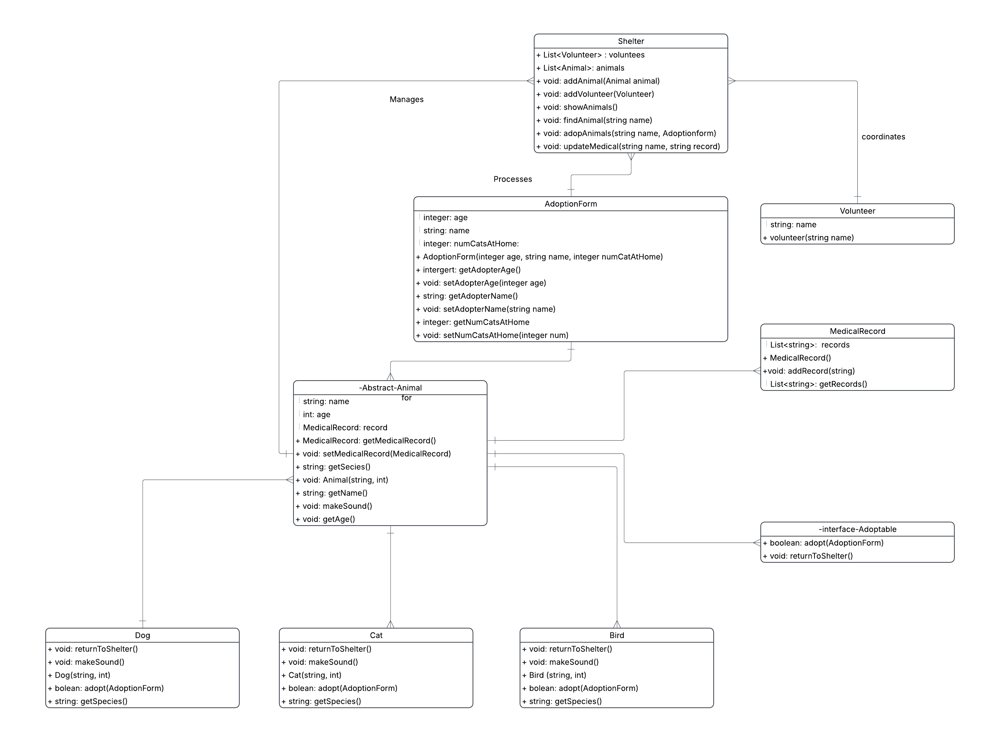 Shelter
+ List<Volunteer> : voluntees
+ List<Animal>: animals
+ void: addAnimal(Animal animal)
+ void: addVolunteer(Volunteer)
+ void: showAnimals()
+ void: findAnimal(string name)
+ void: adopAnimals(string name, Adoptionform)
+ void: updateMedical(string name, string record)
Manages
coordinates
Processes
AdoptionForm
integer: age
string: name
integer: numCatsAtHome:
+ AdoptionForm(integer age, string name, integer numCatAtHome)
+ intergert: getAdopterAge()
+ void: setAdopterAge(integer age)
+ string: getAdopterName()
+ void: setAdopterName(string name)
+ integer: getNumCatsAtHome
+ void: setNumCatsAtHome(integer num)
Volunteer
string: name
+ volunteer(string name)
MedicalRecord
List<string>:  records
+ MedicalRecord()
+void: addRecord(string)
List<string>: getRecords()
-Abstract-Animal
for
string: name
int: age
MedicalRecord: record
+ MedicalRecord: getMedicalRecord()
+ void: setMedicalRecord(MedicalRecord)
+ string: getSecies()
+ void: Animal(string, int)
+ string: getName()
+ void: makeSound()
+ void: getAge()
-interface-Adoptable
+ boolean: adopt(AdoptionForm)
+ void: returnToShelter()
Dog
+ void: returnToShelter()
+ void: makeSound()
+ Dog(string, int)
+ bolean: adopt(AdoptionForm)
+ string: getSpecies()
Cat
+ void: returnToShelter()
+ void: makeSound()
+ Cat(string, int)
+ bolean: adopt(AdoptionForm)
+ string: getSpecies()
Bird
+ void: returnToShelter()
+ void: makeSound()
+ Bird (string, int)
+ bolean: adopt(AdoptionForm)
+ string: getSpecies()